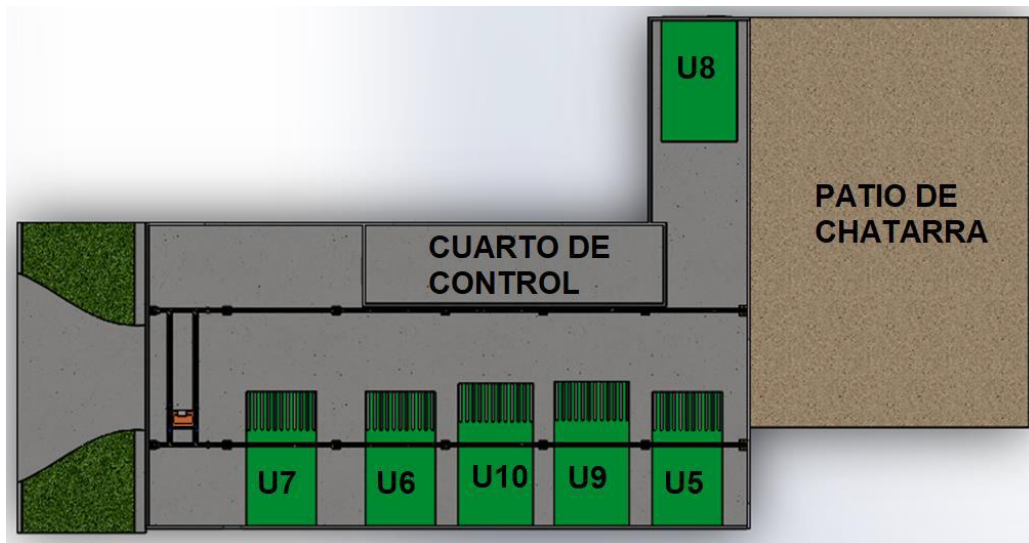 U8
PATIO DE
CHATARRA
CUARTO DE
CONTROL
U7
U6
U10
U9
U5